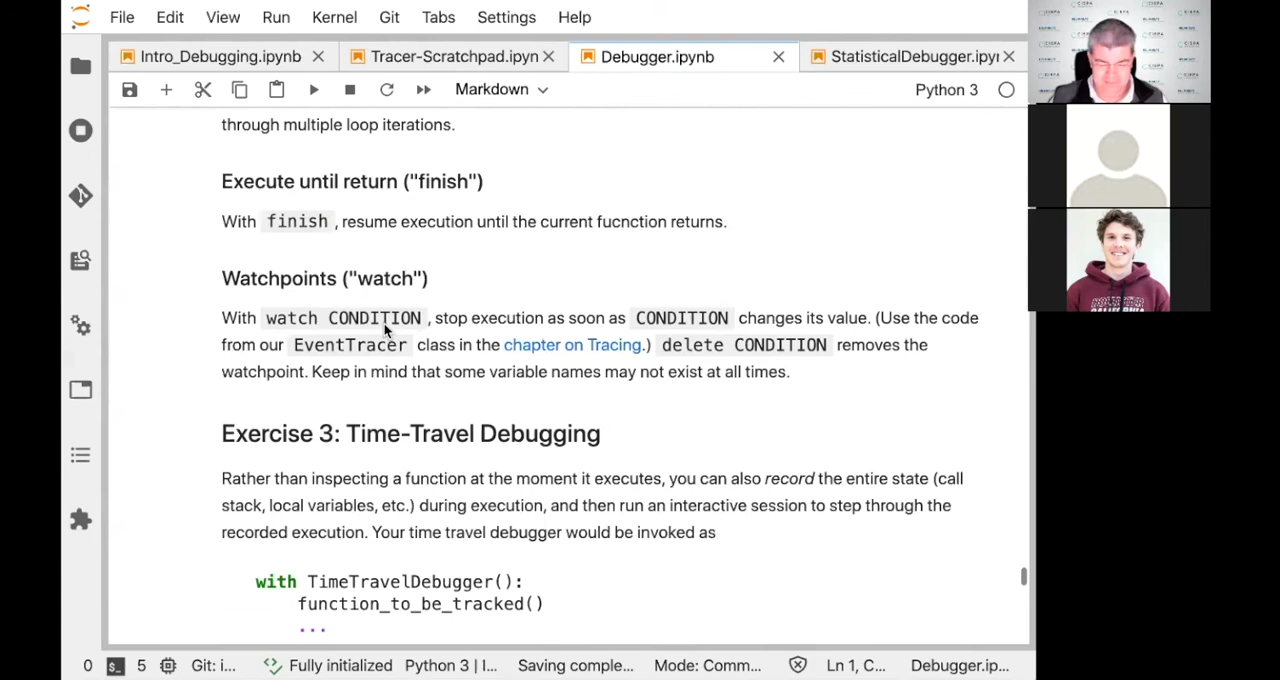 File Edit View Run Kernel Git Tabs Settings Help
Intro_Debugging.ipynb Tracer-Scratchpad.ipyn Debugger.ipynb StatisticalDebugger.ipyı
Markdown Python 3
through multiple loop iterations.
Execute until return ("finish")
With finish , resume execution until the current fucnction returns.
Watchpoints ("watch")
With watch CONDITION , stop execution as soon as CONDITION changes its value. (Use the code
from our EventTracer class in the chapter on Tracing.) delete CONDITION removes the
watchpoint. Keep in mind that some variable names may not exist at all times.
Exercise 3: Time-Travel Debugging
Rather than inspecting a function at the moment it executes, you can also record the entire state (call
stack, local variables, etc.) during execution, and then run an interactive session to step through the
recorded execution. Your time travel debugger would be invoked as
with TimeTravelDebugger():
function_to_be_tracked()
...
0 5 Git: i... Fully initialized Python 3 | I... Saving comple... Mode: Comm... Ln 1, C... Debugger.ip...